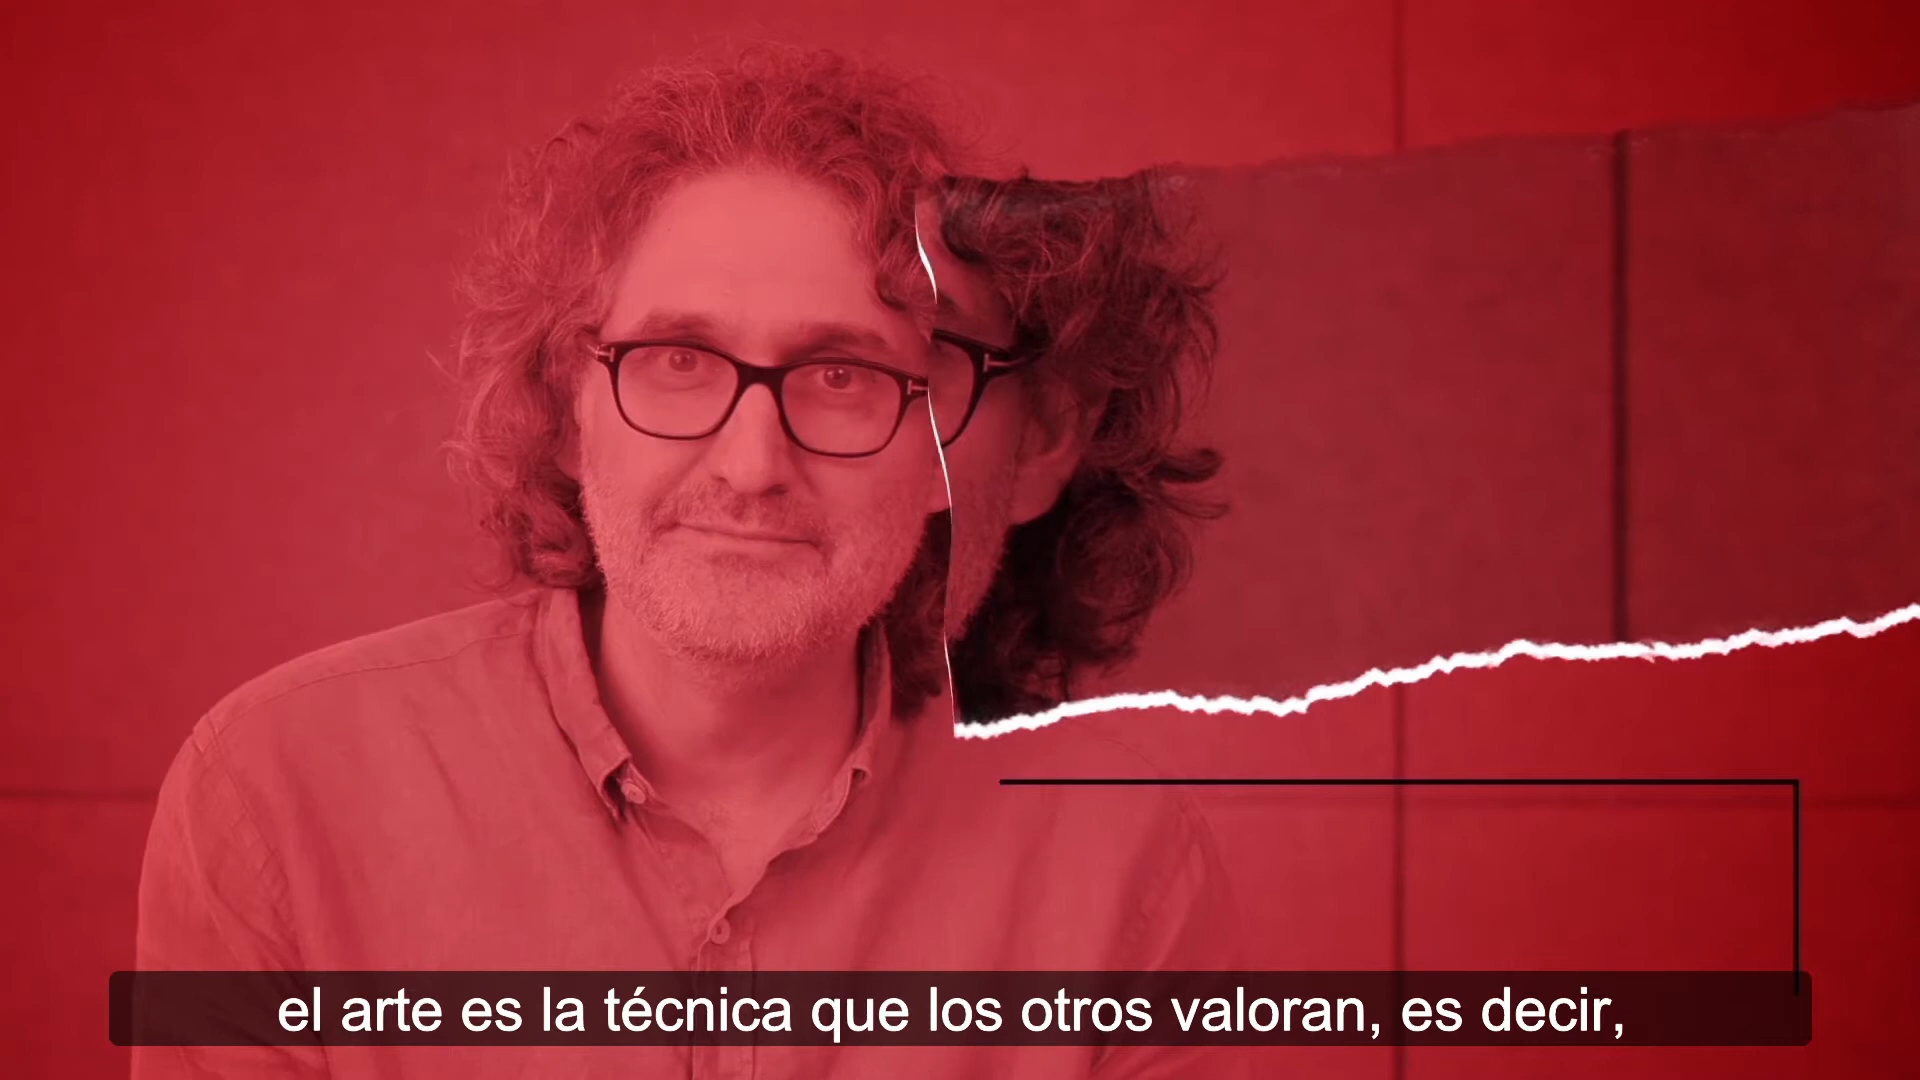 el arte es la técnica que los otros valoran, es decir,